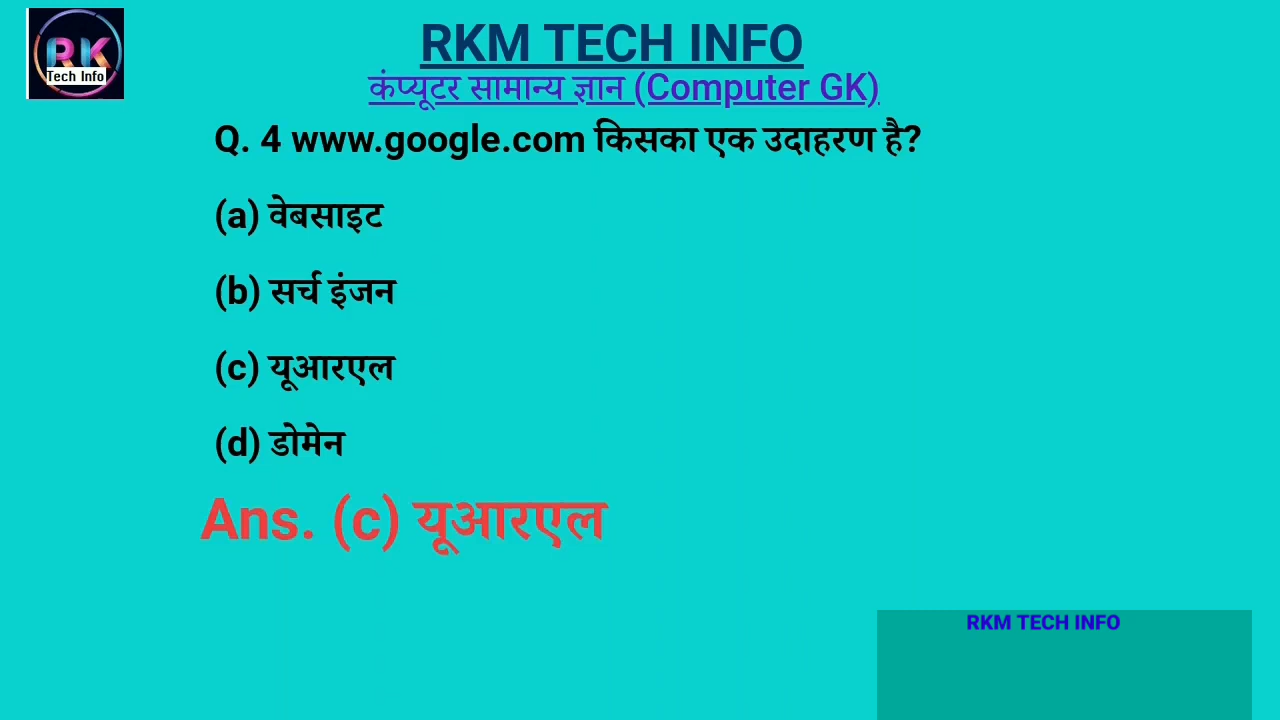 RK
Tech Info
RKM TECH INFO
कंप्यूटर सामान्य ज्ञान (Computer GK)
Q. 4 www.google.com किसका एक उदाहरण है?
(a) वेबसाइट
(b) सर्च इंजन
(c) यूआरएल
(d) डोमेन
Ans. (c) यूआरएल
RKM TECH INFO